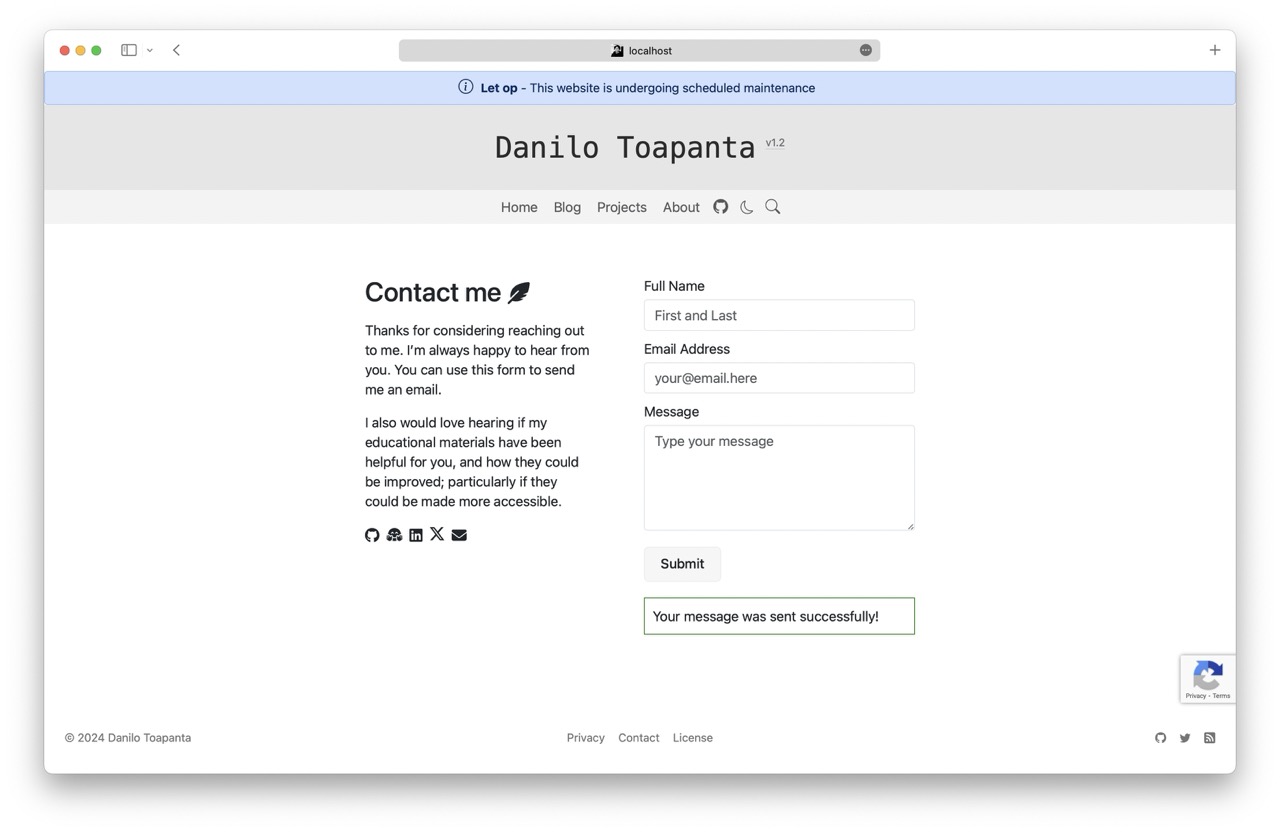 localhost
Let op - This website is undergoing scheduled maintenance
Danilo Toapanta v1.2
Home Blog Projects About
Contact me
Thanks for considering reaching out
to me. I'm always happy to hear from
you. You can use this form to send
me an email.
I also would love hearing if my
educational materials have been
helpful for you, and how they could
be improved; particularly if they
could be made more accessible.
Full Name
First and Last
Email Address
your@email.here
Message
Type your message
Submit
Your message was sent successfully!
Privacy - Terms
© 2024 Danilo Toapanta
Privacy Contact License